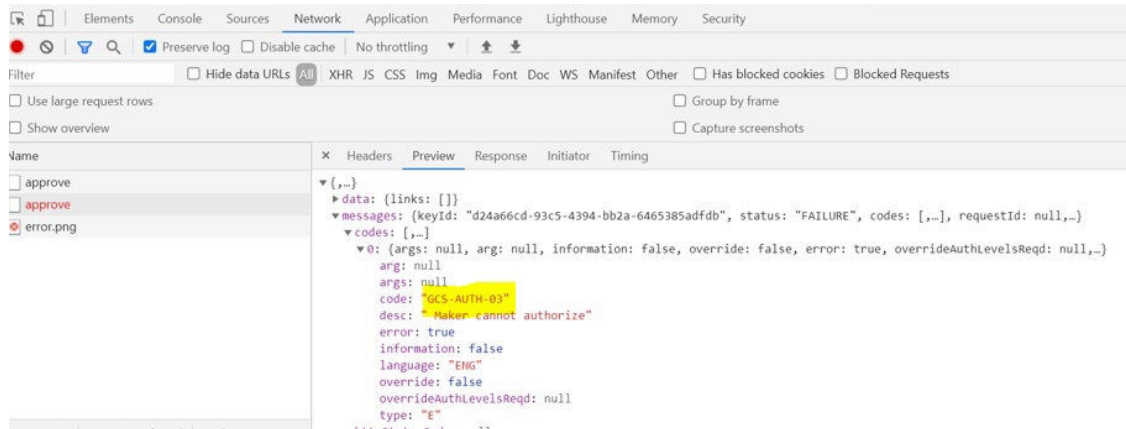 Elements Console Sources Network Application Performance Lighthouse Memory Security
Preserve log Disable cache No throttling
Filter Hide data URLs All XHR JS CSS Img Media Font Doc WS Manifest Other Has blocked cookies Blocked Requests
Use large request rows Group by frame
Show overview Capture screenshots
Name × Headers Preview Response Initiator Timing
approve ▼{,…}
▶data: {links: []}
approve ▼messages: {keyId: "d24a66cd-93c5-4394-bb2a-6465385adfdb", status: "FAILURE", codes: [,…], requestId: null,…}
error.png ▼codes: [,…]
▼0: {args: null, arg: null, information: false, override: false, error: true, overrideAuthLevelsReqd: null,…}
arg: null
args: null
code: "GCS-AUTH-03"
desc: " Maker cannot authorize"
error: true
information: false
language: "ENG"
override: false
overrideAuthLevelsReqd: null
type: "E"